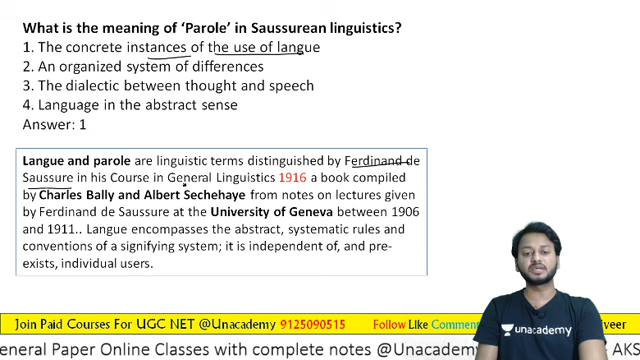 What is the meaning of ‘Parole’ in Saussurean linguistics?
1. The concrete instances of the use of langue
2. An organized system of differences
3. The dialectic between thought and speech
4. Language in the abstract sense
Answer: 1
Langue and parole are linguistic terms distinguished by Ferdinand de
Saussure in his Course in General Linguistics 1916 a book compiled
by Charles Bally and Albert Sechehaye from notes on lectures given
by Ferdinand de Saussure at the University of Geneva between 1906
and 1911.. Langue encompasses the abstract, systematic rules and
conventions of a signifying system; it is independent of, and pre-
exists, individual users.
unacademy
Join Paid Courses For UGC NET @Unacademy 9125090515 Follow Like Comment
eneral Paper Online Classes with complete notes @Unacademy AKS